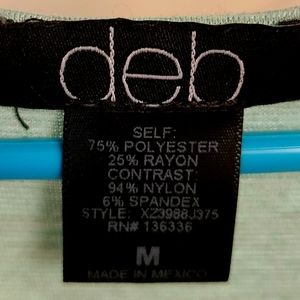 deb
SELF:
75% POLYESTER
25% RAYON
CONTRAST:
94% NYLON
6% SPANDEX
STYLE: XZ3988J375
RN# 136336
M
MADE IN MEXICO